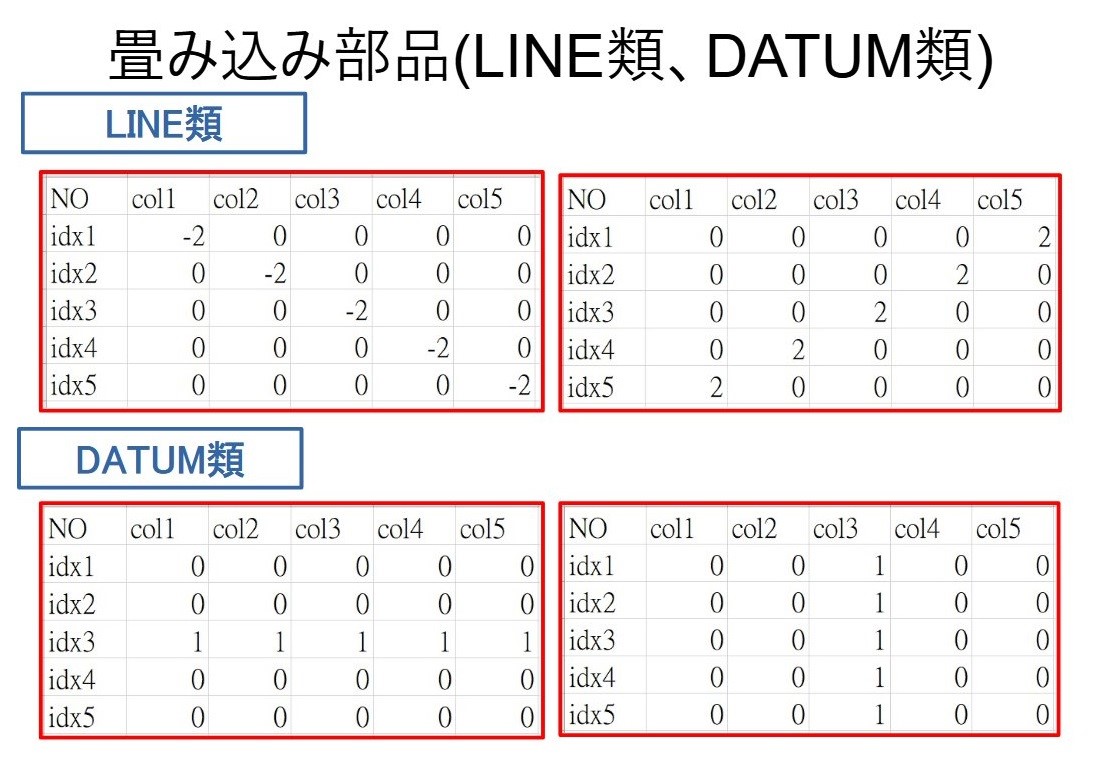 畳み込み部品(LINE類、DATUM類)
LINE類
NO col1 col2 col3 col4 col5
idx1 -2 0 0 0 0
idx2 0 -2 0 0 0
idx3 0 0 -2 0 0
idx4 0 0 0 -2 0
idx5 0 0 0 0 -2
NO col1 col2 col3 col4 col5
idx1 0 0 0 0 2
idx2 0 0 0 2 0
idx3 0 0 2 0 0
idx4 0 2 0 0 0
idx5 2 0 0 0 0
DATUM類
NO col1 col2 col3 col4 col5
idx1 0 0 0 0 0
idx2 0 0 0 0 0
idx3 1 1 1 1 1
idx4 0 0 0 0 0
idx5 0 0 0 0 0
NO col1 col2 col3 col4 col5
idx1 0 0 1 0 0
idx2 0 0 1 0 0
idx3 0 0 1 0 0
idx4 0 0 1 0 0
idx5 0 0 1 0 0